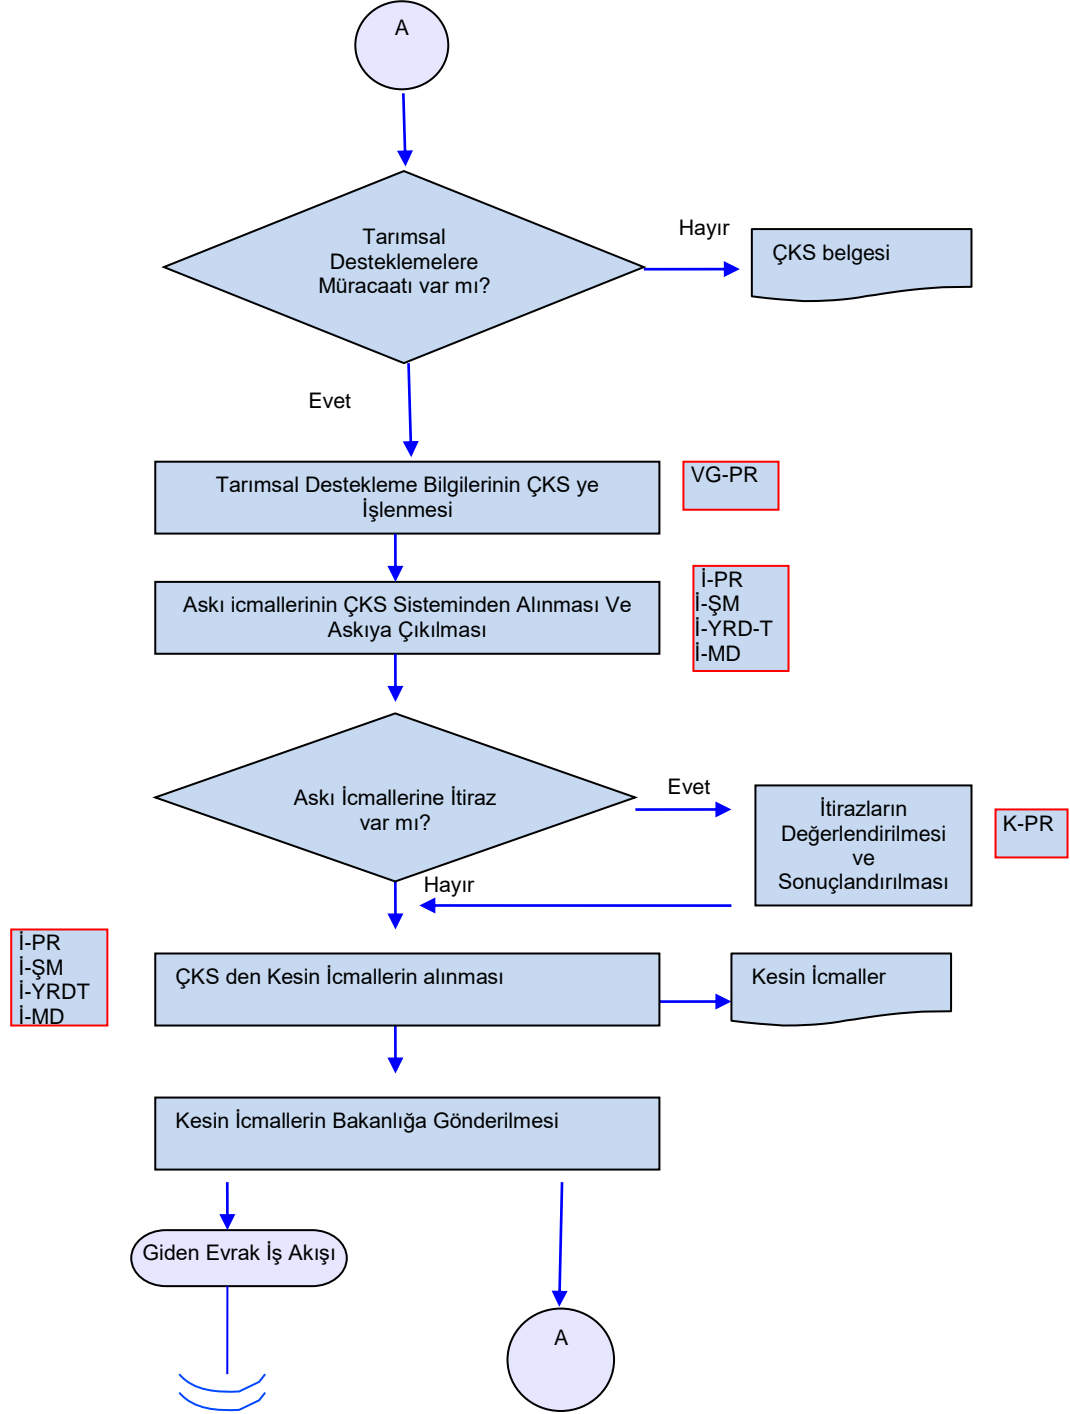 A
Tarımsal
Desteklemelere
Müracaatı var mı?
Hayır
ÇKS belgesi
Evet
Tarımsal Destekleme Bilgilerinin ÇKS ye
İşlenmesi
VG-PR
Askı icmallerinin ÇKS Sisteminden Alınması Ve
Askıya Çıkılması
İ-PR
İ-ŞM
İ-YRD-T
İ-MD
Askı İcmallerine İtiraz
var mı?
Evet
İtirazların
Değerlendirilmesi
ve
Sonuçlandırılması
K-PR
Hayır
İ-PR
İ-ŞM
İ-YRDT
İ-MD
ÇKS den Kesin İcmallerin alınması
Kesin İcmaller
Kesin İcmallerin Bakanlığa Gönderilmesi
Giden Evrak İş Akışı
A